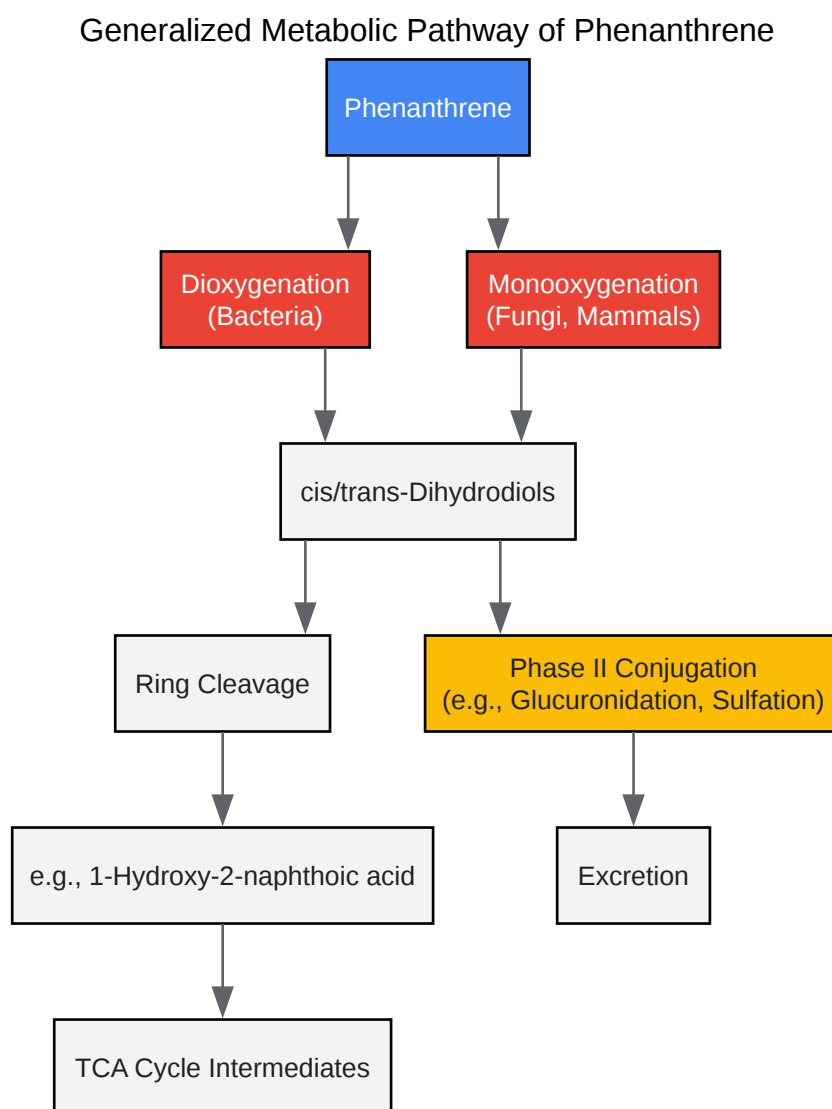 Generalized Metabolic Pathway of Phenanthrene
Phenanthrene
Dioxygenation
(Bacteria)
Monooxygenation
(Fungi, Mammals)
cis/trans-Dihydrodiols
Ring Cleavage
Phase II Conjugation
(e.g., Glucuronidation, Sulfation)
e.g., 1-Hydroxy-2-naphthoic acid
Excretion
TCA Cycle Intermediates